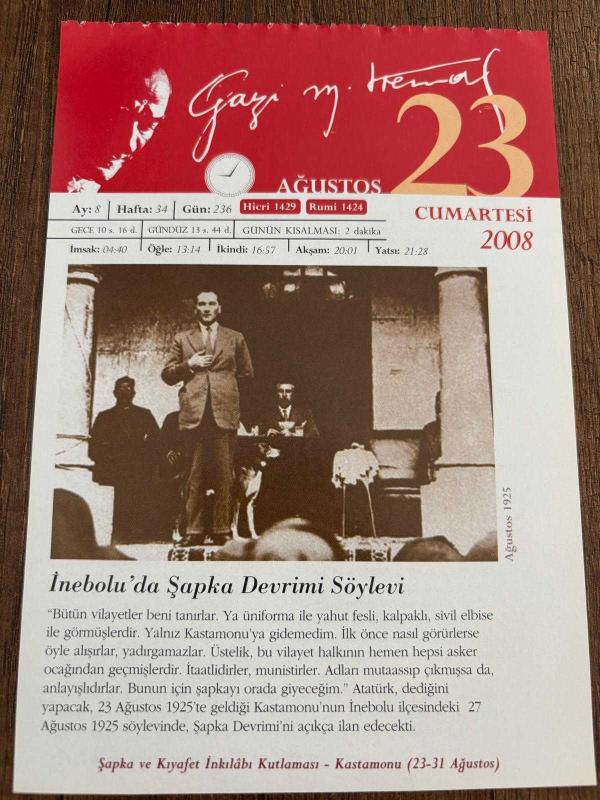 Gazi M. Kemal
23
AĞUSTOS
CUMARTESİ
2008
Ay: 8 Hafta: 34 Gün: 236 Hicri 1429 Rumi 1424
GECE 10 s. 16 d. GÜNDÜZ 13 s. 44 d. GÜNÜN KISALMASI: 2 dakika
İmsak: 04:40 Öğle: 13:14 İkindi: 16:57 Akşam: 20:01 Yatsı: 21:28
Ağustos 1925
İnebolu'da Şapka Devrimi Söylevi
“Bütün vilayetler beni tanırlar. Ya üniforma ile yahut fesli, kalpaklı, sivil elbise
ile görmüşlerdir. Yalnız Kastamonu'ya gidemedim. İlk önce nasıl görürlerse
öyle alışırlar, yadırgamazlar. Üstelik, bu vilayet halkının hemen hepsi asker
ocağından geçmişlerdir. İtaatlidirler, munistirler. Adları mutaassıp çıkmışsa da,
anlayışlıdırlar. Bunun için şapkayı orada giyeceğim.” Atatürk, dediğini
yapacak, 23 Ağustos 1925'te geldiği Kastamonu'nun İnebolu ilçesindeki 27
Ağustos 1925 söylevinde, Şapka Devrimi'ni açıkça ilan edecekti.
Şapka ve Kıyafet İnkılâbı Kutlaması - Kastamonu (23-31 Ağustos)